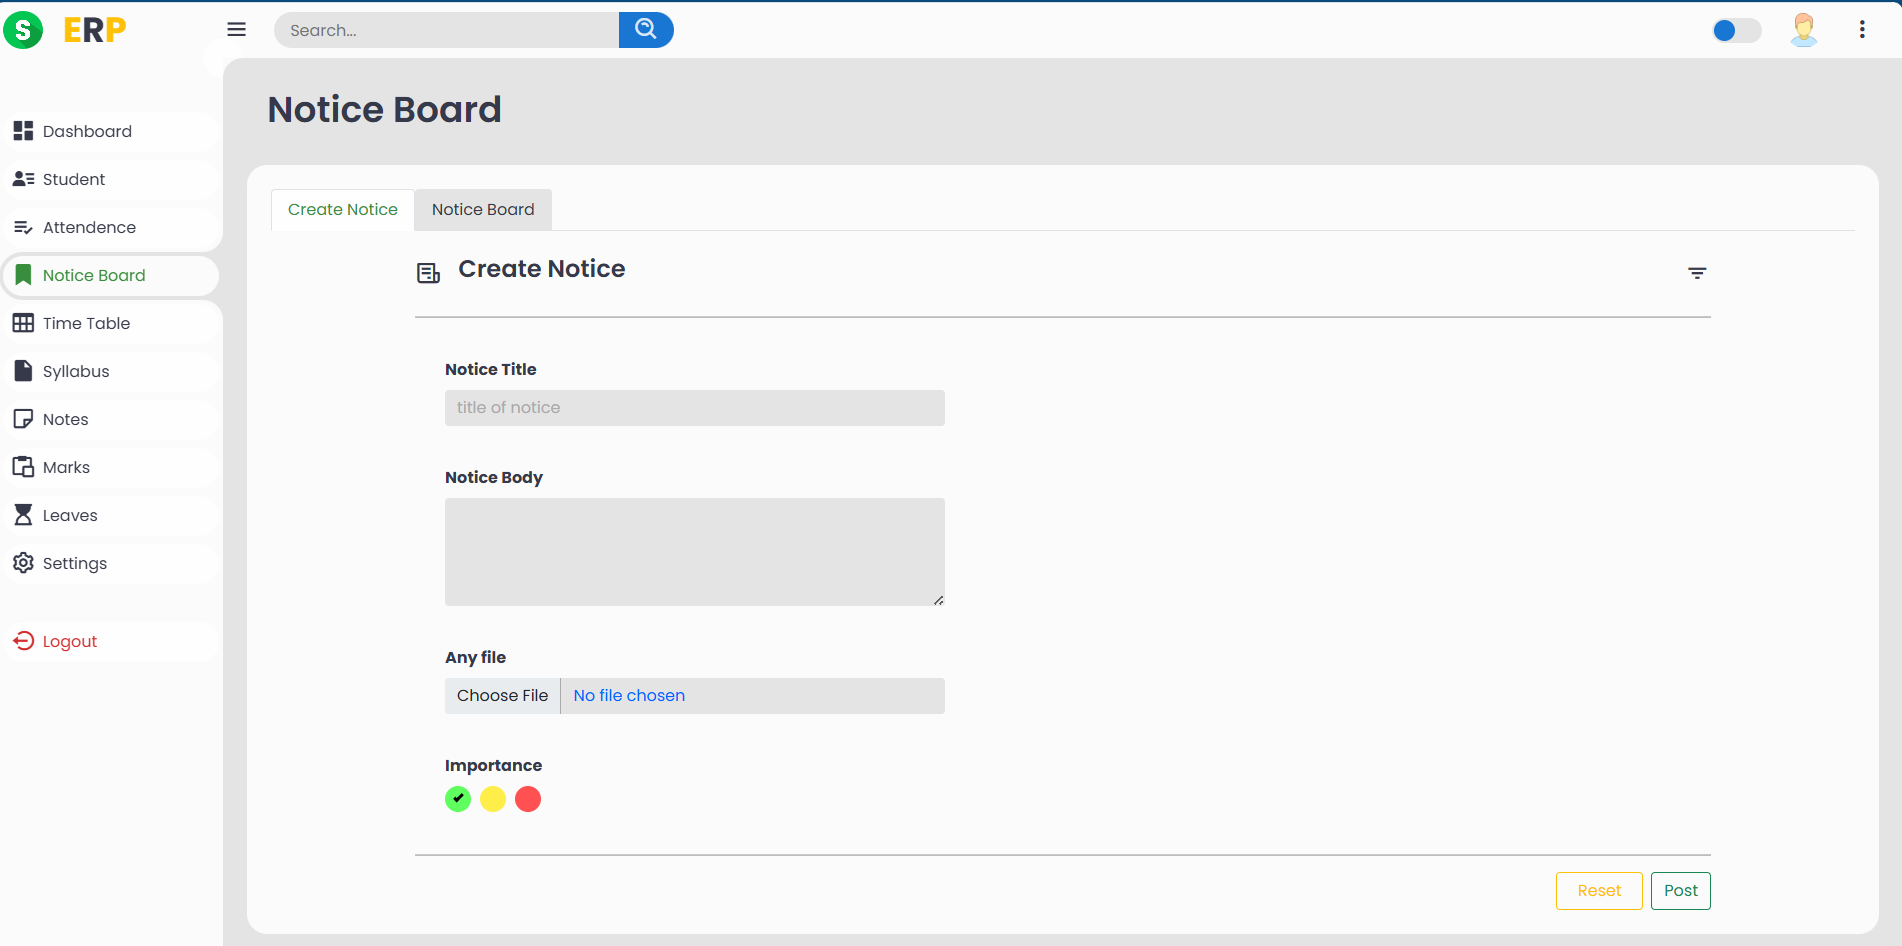 S ERP
Search...
Notice Board
Dashboard
Student
Attendence
Notice Board
Time Table
Syllabus
Notes
Marks
Leaves
Settings
Logout
Create Notice Notice Board
Create Notice
Notice Title
title of notice
Notice Body
Any file
Choose File No file chosen
Importance
Reset Post